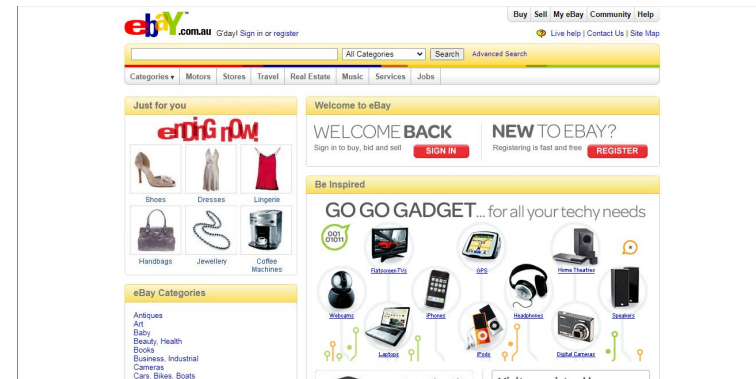 Buy Sell My eBay Community Help
ebY™.com.au G'day! Sign in or register
Live help | Contact Us | Site Map
All Categories Search Advanced Search
Categories ▾ Motors Stores Travel Real Estate Music Services Jobs
Just for you
ending now!
Shoes Dresses Lingerie
Handbags Jewellery Coffee
Machines
eBay Categories
Antiques
Art
Baby
Beauty, Health
Books
Business, Industrial
Cameras
Cars, Bikes, Boats
Welcome to eBay
WELCOME BACK
Sign in to buy, bid and sell SIGN IN
NEW TO EBAY?
Registering is fast and free REGISTER
Be Inspired
GO GO GADGET... for all your techy needs
001
01011
Flatscreen TVs GPS Home Theatres
Webcams iPhones Headphones Speakers
Laptops iPods Digital Cameras